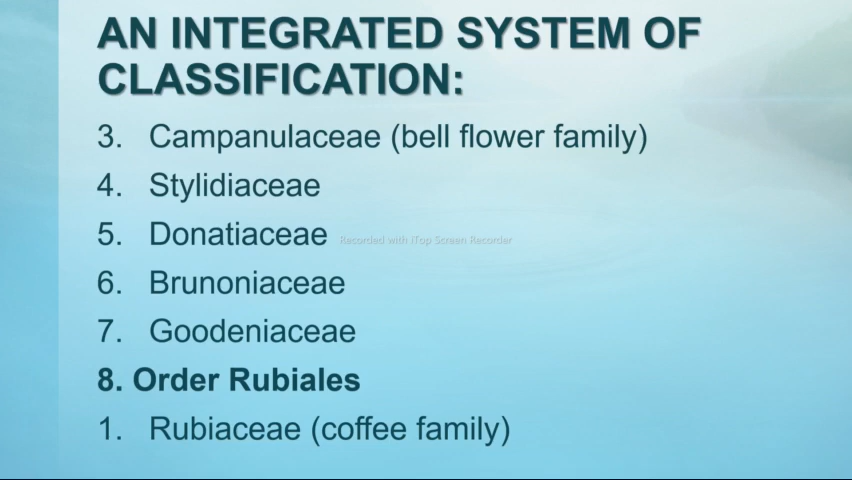 AN INTEGRATED SYSTEM OF
CLASSIFICATION:
3. Campanulaceae (bell flower family)
4. Stylidiaceae
5. Donatiaceae
Recorded with iTop Screen Recorder
6. Brunoniaceae
7. Goodeniaceae
8. Order Rubiales
1. Rubiaceae (coffee family)